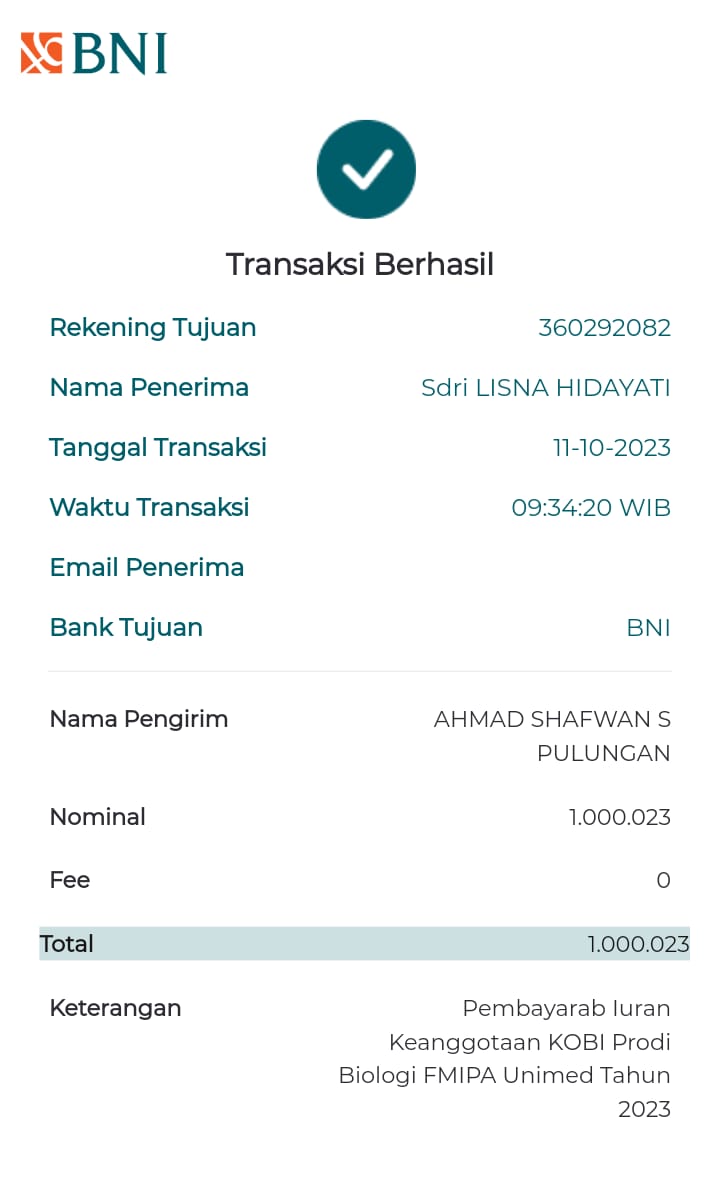 BNI
Transaksi Berhasil
Rekening Tujuan 360292082
Nama Penerima Sdri LISNA HIDAYATI
Tanggal Transaksi 11-10-2023
Waktu Transaksi 09:34:20 WIB
Email Penerima
Bank Tujuan BNI
Nama Pengirim AHMAD SHAFWAN S
PULUNGAN
Nominal 1.000.023
Fee 0
Total 1.000.023
Keterangan Pembayarab Iuran
Keanggotaan KOBI Prodi
Biologi FMIPA Unimed Tahun
2023